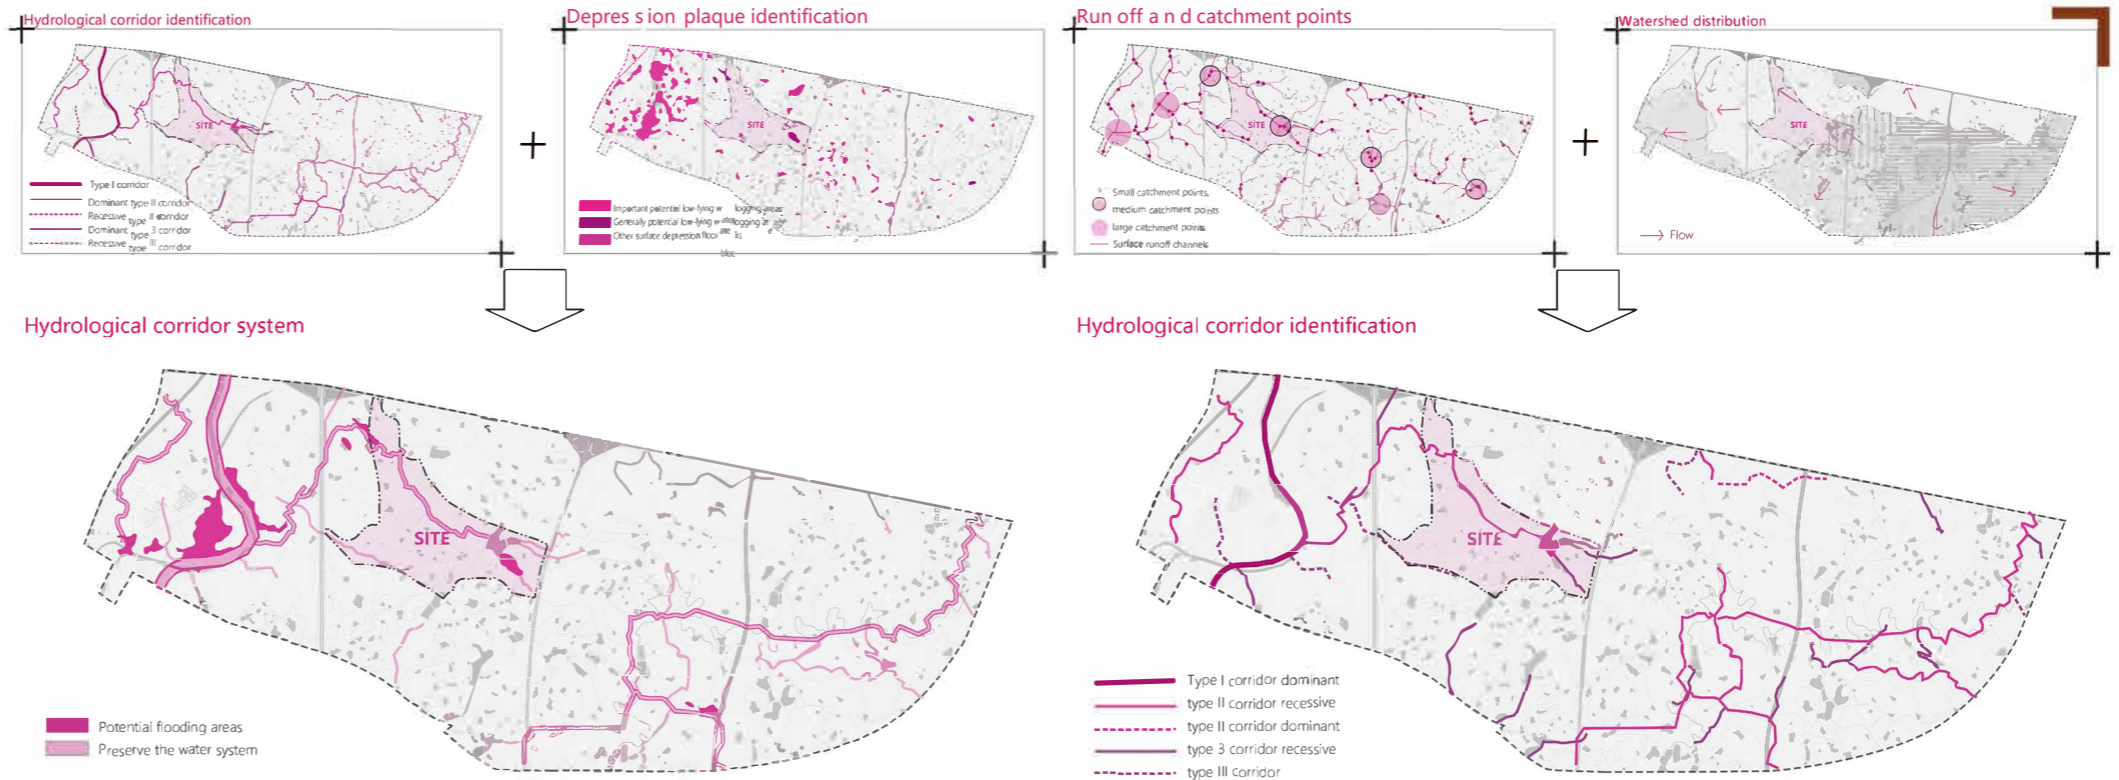 Hydrological corridor identification
SITE
Type I corridor
Dominant type II corridor
Recessive type II corridor
Dominant type 3 corridor
Recessive type III corridor
Depres s ion plaque identification
SITE
Important potential low-lying w logging areas
Generally potential low-lying w logging
Other surface depression floor
Run off a n d catchment points
SITE
Small catchment points,
medium catchment points
large catchment points
Surface runoff channels
Watershed distribution
SITE
Flow
+
+
Hydrological corridor system
SITE
Potential flooding areas
Preserve the water system
Hydrological corridor identification
SITE
Type I corridor dominant
type II corridor recessive
type II corridor dominant
type 3 corridor recessive
type III Corridor